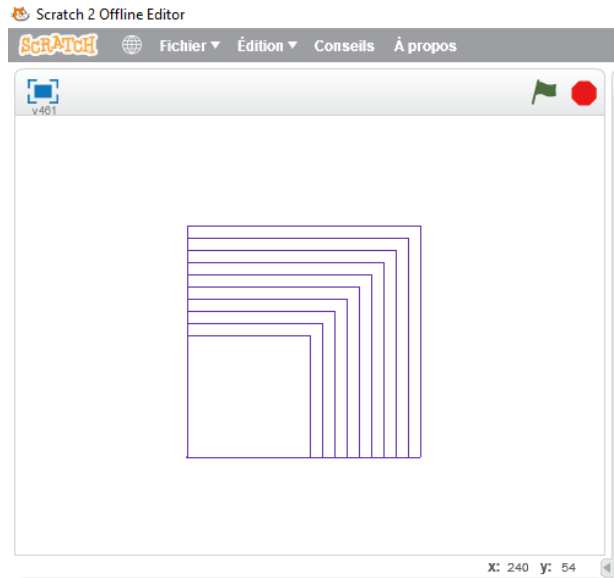 Scratch 2 Offline Editor
SCRATCH Fichier Édition Conseils À propos
v461
x: 240 y: 54